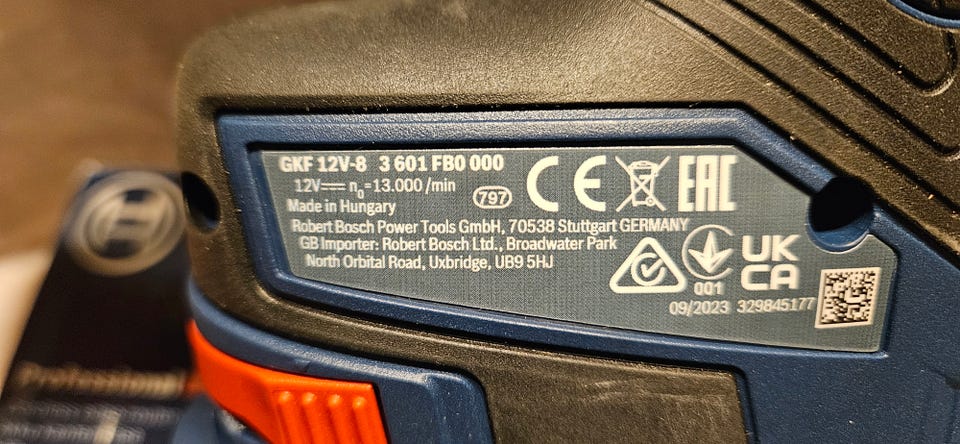 GKF 12V-8 3 601 FB0 000
12V⎓ n₀=13.000 /min
797
Made in Hungary
Robert Bosch Power Tools GmbH, 70538 Stuttgart GERMANY
GB Importer: Robert Bosch Ltd., Broadwater Park
North Orbital Road, Uxbridge, UB9 5HJ
CE
EAC
001
UK
CA
09/2023 329845177
Professional